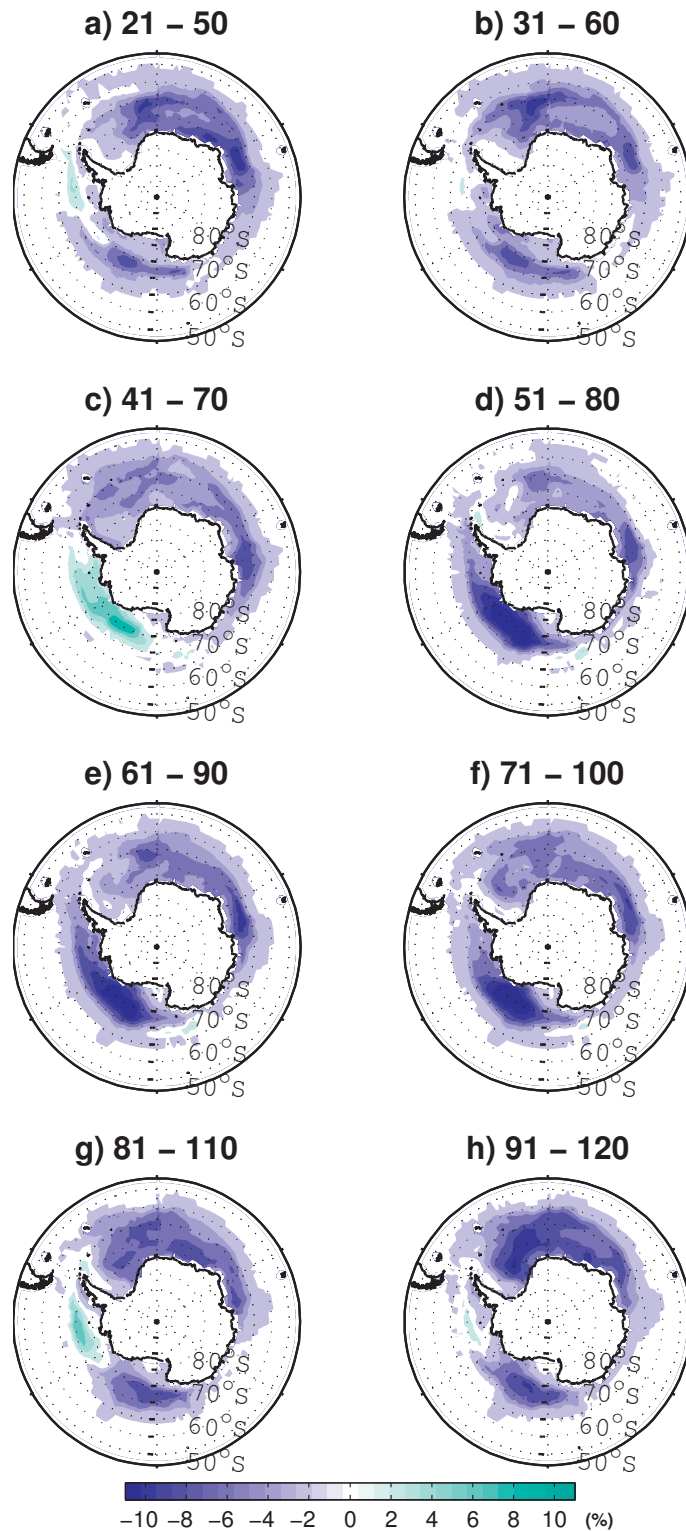 a) 21 – 50
b) 31 – 60
80°S
70°S
60°S
50°S
80°S
70°S
60°S
50°S
c) 41 – 70
d) 51 – 80
80°S
70°S
60°S
50°S
80°S
70°S
60°S
50°S
e) 61 – 90
f) 71 – 100
80°S
70°S
60°S
50°S
80°S
70°S
60°S
50°S
g) 81 – 110
h) 91 – 120
80°S
70°S
60°S
50°S
80°S
70°S
60°S
50°S
−10 −8 −6 −4 −2 0 2 4 6 8 10 (%)